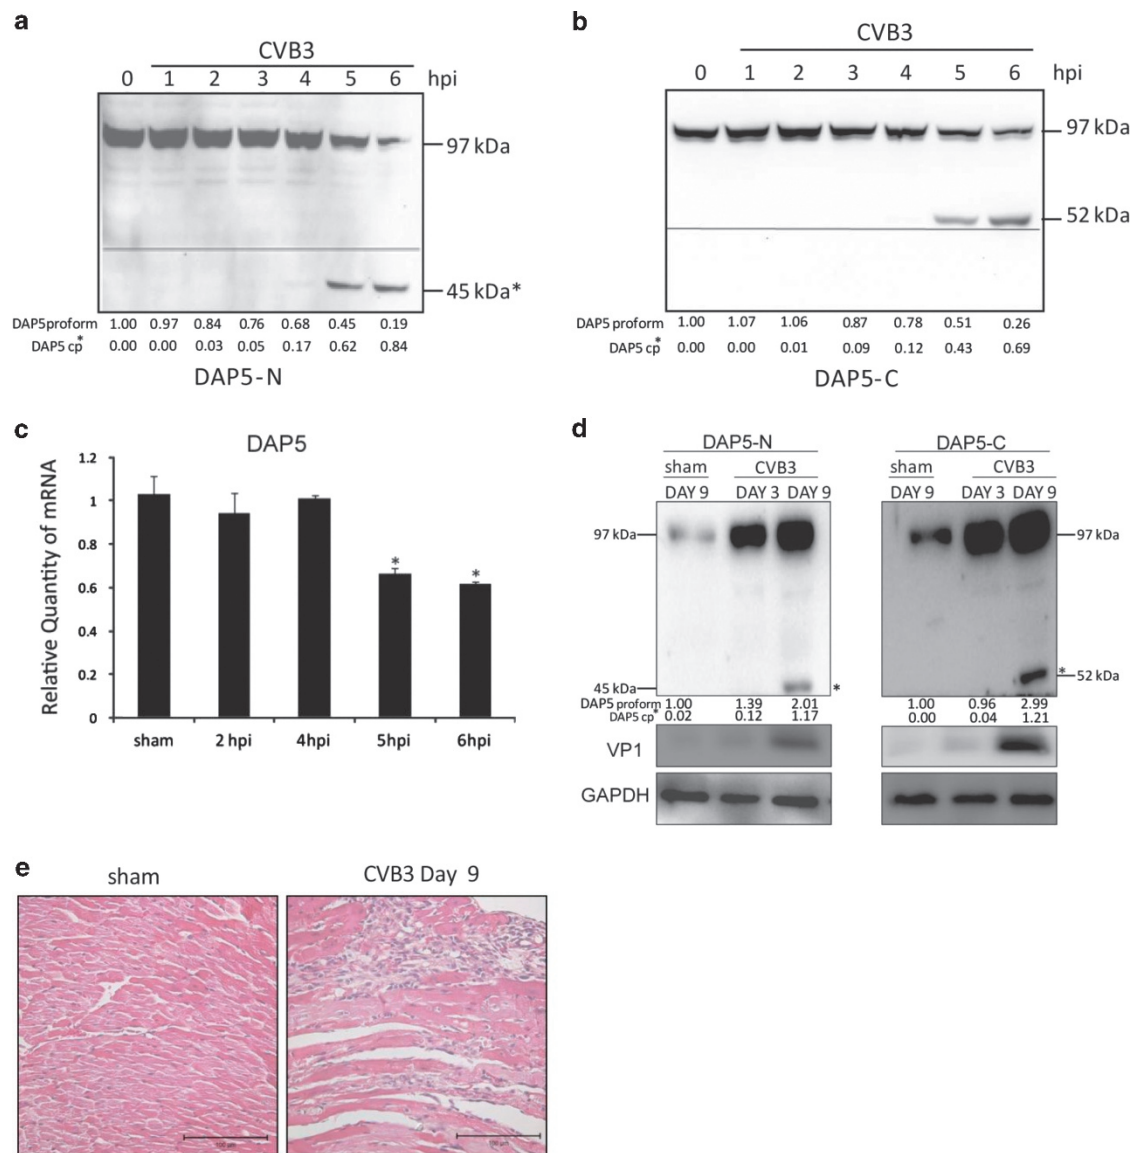 a
CVB3
0 1 2 3 4 5 6 hpi
97 kDa
45 kDa*
DAP5proform 1.00 0.97 0.84 0.76 0.68 0.45 0.19
DAP5 cp* 0.00 0.00 0.03 0.05 0.17 0.62 0.84
DAP5-N
b
CVB3
0 1 2 3 4 5 6 hpi
97 kDa
52 kDa
DAP5 proform 1.00 1.07 1.06 0.87 0.78 0.51 0.26
DAP5 cp* 0.00 0.00 0.01 0.09 0.12 0.43 0.69
DAP5-C
c
DAP5
Relative Quantity of mRNA
1.2
1
0.8
0.6
0.4
0.2
0
* *
sham 2 hpi 4hpi 5hpi 6hpi
d
DAP5-N
sham CVB3
DAY 9 DAY 3 DAY 9
97 kDa
45 kDa *
DAP5 proform 1.00 1.39 2.01
DAP5 cp* 0.02 0.12 1.17
VP1
GAPDH
DAP5-C
sham CVB3
DAY 9 DAY 3 DAY 9
97 kDa
* 52 kDa
1.00 0.96 2.99
0.00 0.04 1.21
e
sham
CVB3 Day 9